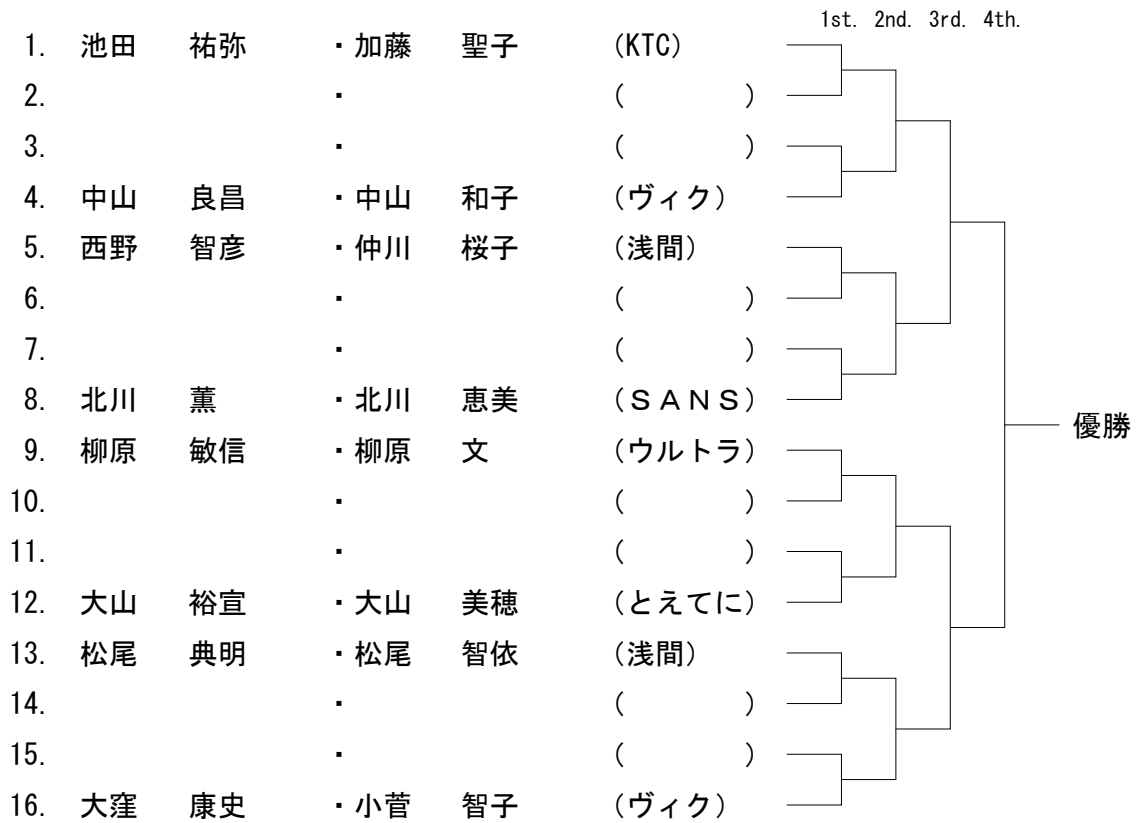 1st. 2nd. 3rd. 4th.
1. 池田 祐弥 ・加藤 聖子 (KTC)
2. ・ ( )
3. ・ ( )
4. 中山 良昌 ・中山 和子 (ヴィク)
5. 西野 智彦 ・仲川 桜子 (浅間)
6. ・ ( )
7. ・ ( )
8. 北川 薫 ・北川 恵美 (ＳＡＮＳ)
優勝
9. 柳原 敏信 ・柳原 文 (ウルトラ)
10. ・ ( )
11. ・ ( )
12. 大山 裕宣 ・大山 美穂 (とえてに)
13. 松尾 典明 ・松尾 智依 (浅間)
14. ・ ( )
15. ・ ( )
16. 大窪 康史 ・小菅 智子 (ヴィク)